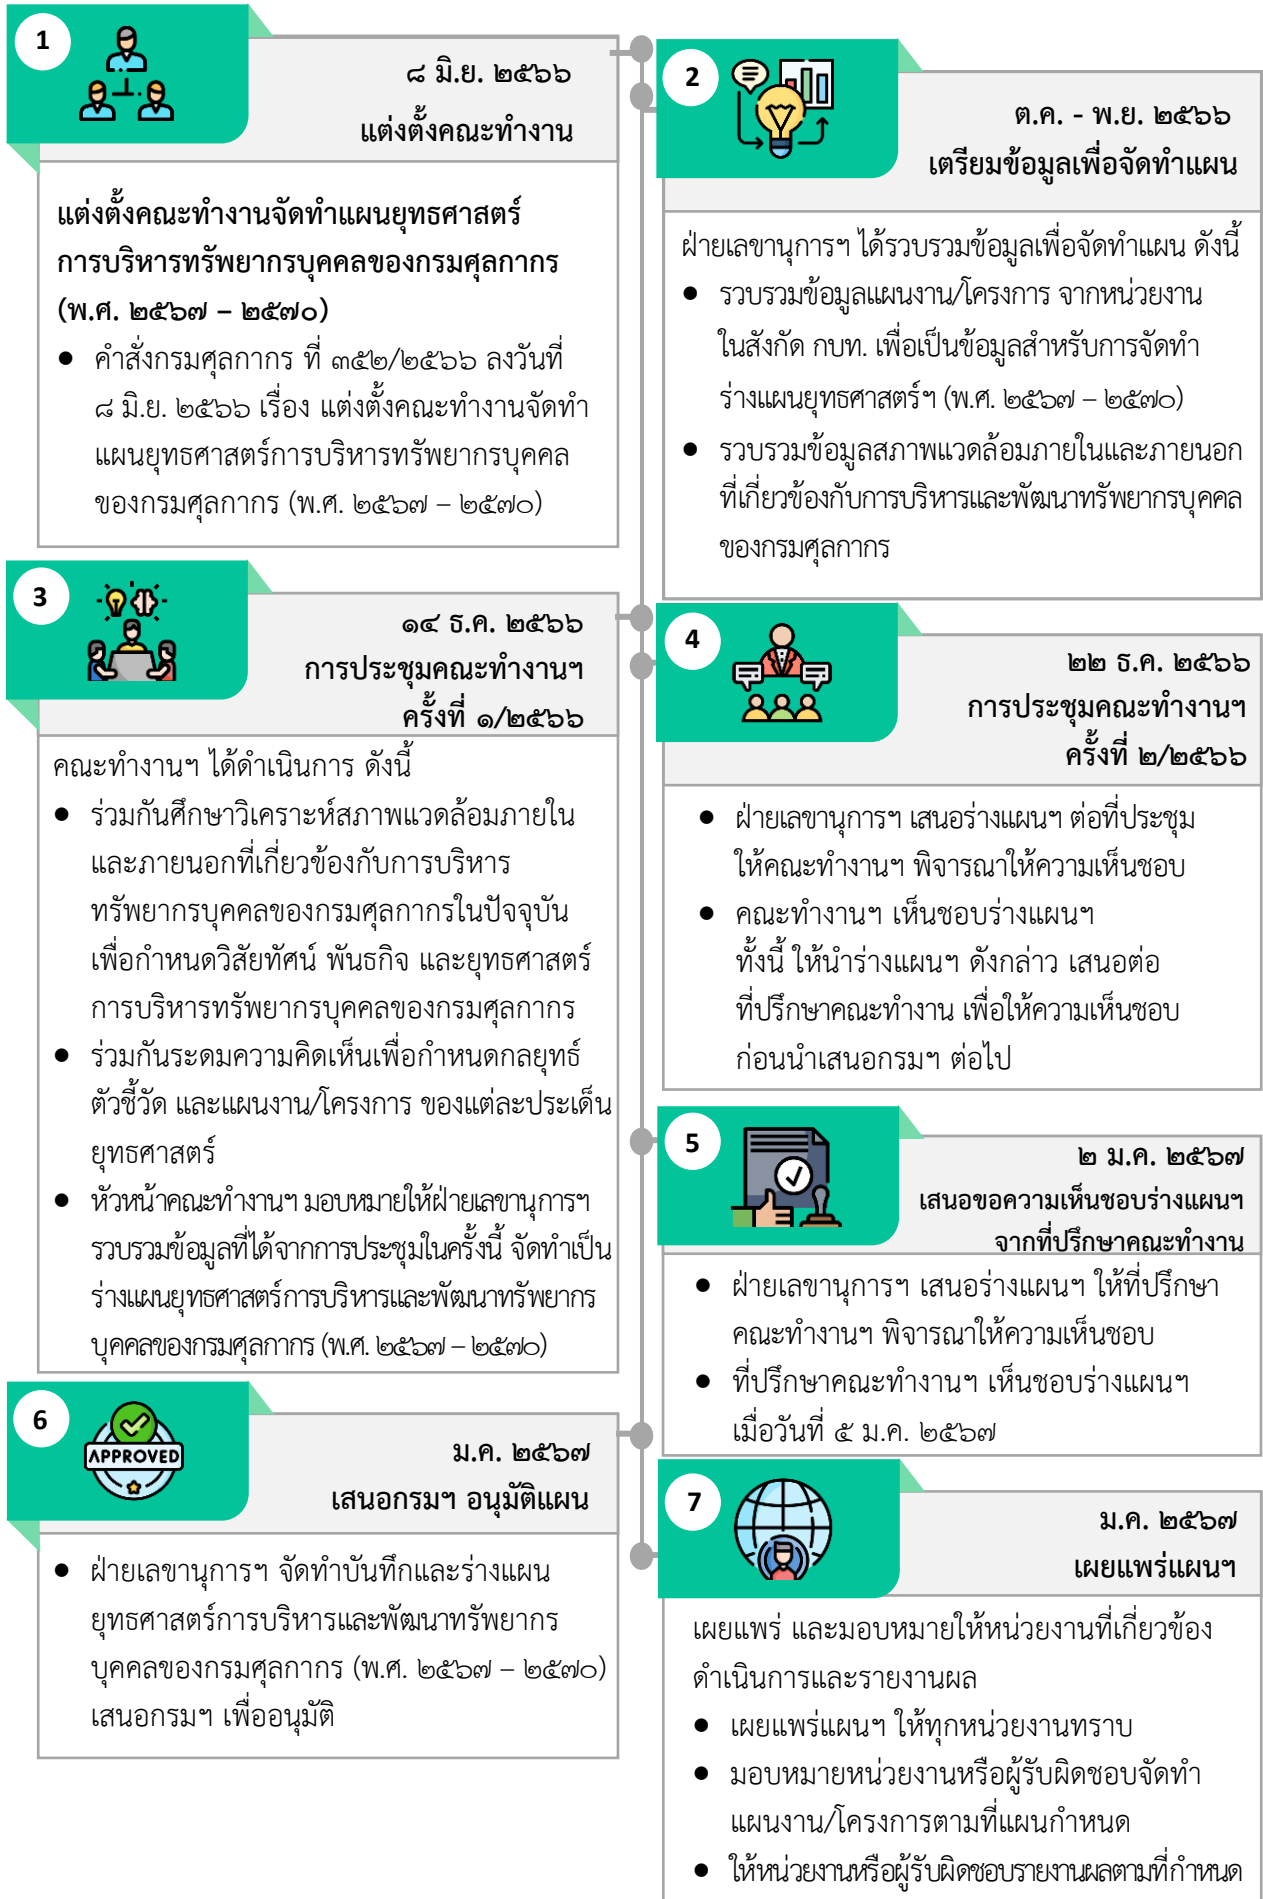 1
๘ มิ.ย. ๒๕๖๖
แต่งตั้งคณะทำงาน
แต่งตั้งคณะทำงานจัดทำแผนยุทธศาสตร์
การบริหารทรัพยากรบุคคลของกรมศุลกากร
(พ.ศ. ๒๕๖๗ – ๒๕๗๐)
● คำสั่งกรมศุลกากร ที่ ๓๕๒/๒๕๖๖ ลงวันที่
๘ มิ.ย. ๒๕๖๖ เรื่อง แต่งตั้งคณะทำงานจัดทำ
แผนยุทธศาสตร์การบริหารทรัพยากรบุคคล
ของกรมศุลกากร (พ.ศ. ๒๕๖๗ – ๒๕๗๐)
2
ต.ค. - พ.ย. ๒๕๖๖
เตรียมข้อมูลเพื่อจัดทำแผน
ฝ่ายเลขานุการฯ ได้รวบรวมข้อมูลเพื่อจัดทำแผน ดังนี้
● รวบรวมข้อมูลแผนงาน/โครงการ จากหน่วยงาน
ในสังกัด กบท. เพื่อเป็นข้อมูลสำหรับการจัดทำ
ร่างแผนยุทธศาสตร์ฯ (พ.ศ. ๒๕๖๗ – ๒๕๗๐)
● รวบรวมข้อมูลสภาพแวดล้อมภายในและภายนอก
ที่เกี่ยวข้องกับการบริหารและพัฒนาทรัพยากรบุคคล
ของกรมศุลกากร
3
๑๔ ธ.ค. ๒๕๖๖
การประชุมคณะทำงานฯ
ครั้งที่ ๑/๒๕๖๖
คณะทำงานฯ ได้ดำเนินการ ดังนี้
● ร่วมกันศึกษาวิเคราะห์สภาพแวดล้อมภายใน
และภายนอกที่เกี่ยวข้องกับการบริหาร
ทรัพยากรบุคคลของกรมศุลกากรในปัจจุบัน
เพื่อกำหนดวิสัยทัศน์ พันธกิจ และยุทธศาสตร์
การบริหารทรัพยากรบุคคลของกรมศุลกากร
● ร่วมกันระดมความคิดเห็นเพื่อกำหนดกลยุทธ์
ตัวชี้วัด และแผนงาน/โครงการ ของแต่ละประเด็น
ยุทธศาสตร์
● หัวหน้าคณะทำงานฯ มอบหมายให้ฝ่ายเลขานุการฯ
รวบรวมข้อมูลที่ได้จากการประชุมในครั้งนี้ จัดทำเป็น
ร่างแผนยุทธศาสตร์การบริหารและพัฒนาทรัพยากร
บุคคลของกรมศุลกากร (พ.ศ. ๒๕๖๗ – ๒๕๗๐)
4
๒๒ ธ.ค. ๒๕๖๖
การประชุมคณะทำงานฯ
ครั้งที่ ๒/๒๕๖๖
● ฝ่ายเลขานุการฯ เสนอร่างแผนฯ ต่อที่ประชุม
ให้คณะทำงานฯ พิจารณาให้ความเห็นชอบ
● คณะทำงานฯ เห็นชอบร่างแผนฯ
ทั้งนี้ ให้นำร่างแผนฯ ดังกล่าว เสนอต่อ
ที่ปรึกษาคณะทำงาน เพื่อให้ความเห็นชอบ
ก่อนนำเสนอกรมฯ ต่อไป
5
๒ ม.ค. ๒๕๖๗
เสนอขอความเห็นชอบร่างแผนฯ
จากที่ปรึกษาคณะทำงาน
● ฝ่ายเลขานุการฯ เสนอร่างแผนฯ ให้ที่ปรึกษา
คณะทำงานฯ พิจารณาให้ความเห็นชอบ
● ที่ปรึกษาคณะทำงานฯ เห็นชอบร่างแผนฯ
เมื่อวันที่ ๕ ม.ค. ๒๕๖๗
6
APPROVED
ม.ค. ๒๕๖๗
เสนอกรมฯ อนุมัติแผน
● ฝ่ายเลขานุการฯ จัดทำบันทึกและร่างแผน
ยุทธศาสตร์การบริหารและพัฒนาทรัพยากร
บุคคลของกรมศุลกากร (พ.ศ. ๒๕๖๗ – ๒๕๗๐)
เสนอกรมฯ เพื่ออนุมัติ
7
ม.ค. ๒๕๖๗
เผยแพร่แผนฯ
เผยแพร่ และมอบหมายให้หน่วยงานที่เกี่ยวข้อง
ดำเนินการและรายงานผล
● เผยแพร่แผนฯ ให้ทุกหน่วยงานทราบ
● มอบหมายหน่วยงานหรือผู้รับผิดชอบจัดทำ
แผนงาน/โครงการตามที่แผนกำหนด
● ให้หน่วยงานหรือผู้รับผิดชอบรายงานผลตามที่กำหนด